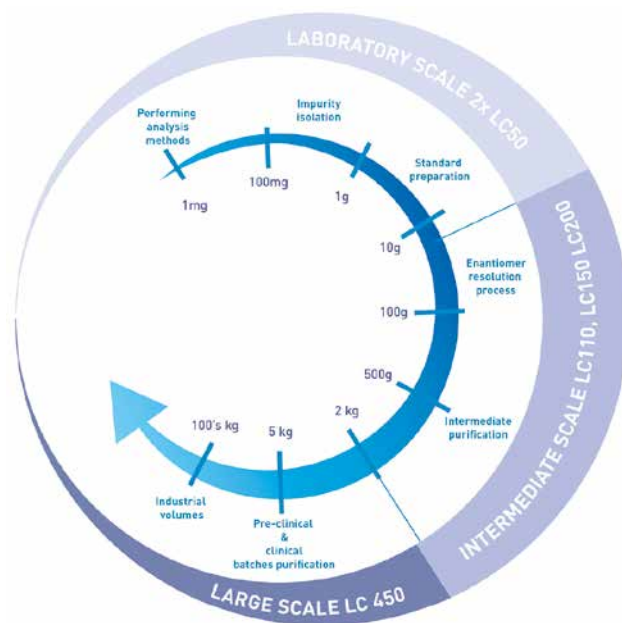 LABORATORY SCALE 2x LC50
Performing
analysis
methods
Impurity
isolation
Standard
preparation
1mg
100mg
1g
10g
Enantiomer
resolution
process
100g
500g
Intermediate
purification
INTERMEDIATE SCALE LC110, LC150 LC200
2 kg
5 kg
100's kg
Industrial
volumes
Pre-clinical
&
clinical
batches purification
LARGE SCALE LC 450